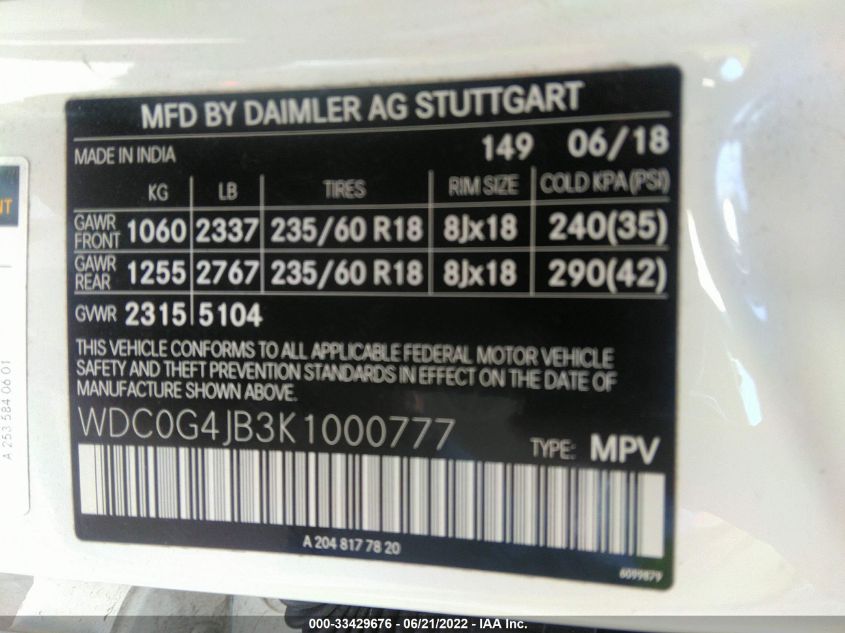 MFD BY DAIMLER AG STUTTGART
MADE IN INDIA 149 06/18
KG LB TIRES RIM SIZE COLD KPA (PSI)
GAWR FRONT 1060 2337 235/60 R18 8Jx18 240(35)
GAWR REAR 1255 2767 235/60 R18 8Jx18 290(42)
GVWR 2315 5104
THIS VEHICLE CONFORMS TO ALL APPLICABLE FEDERAL MOTOR VEHICLE
SAFETY AND THEFT PREVENTION STANDARDS IN EFFECT ON THE DATE OF
MANUFACTURE SHOWN ABOVE.
WDC0G4JB3K1000777
TYPE: MPV
A 204 817 78 20
6099879
A 253 584 06 01
000-33429676 - 06/21/2022 - IAA Inc.